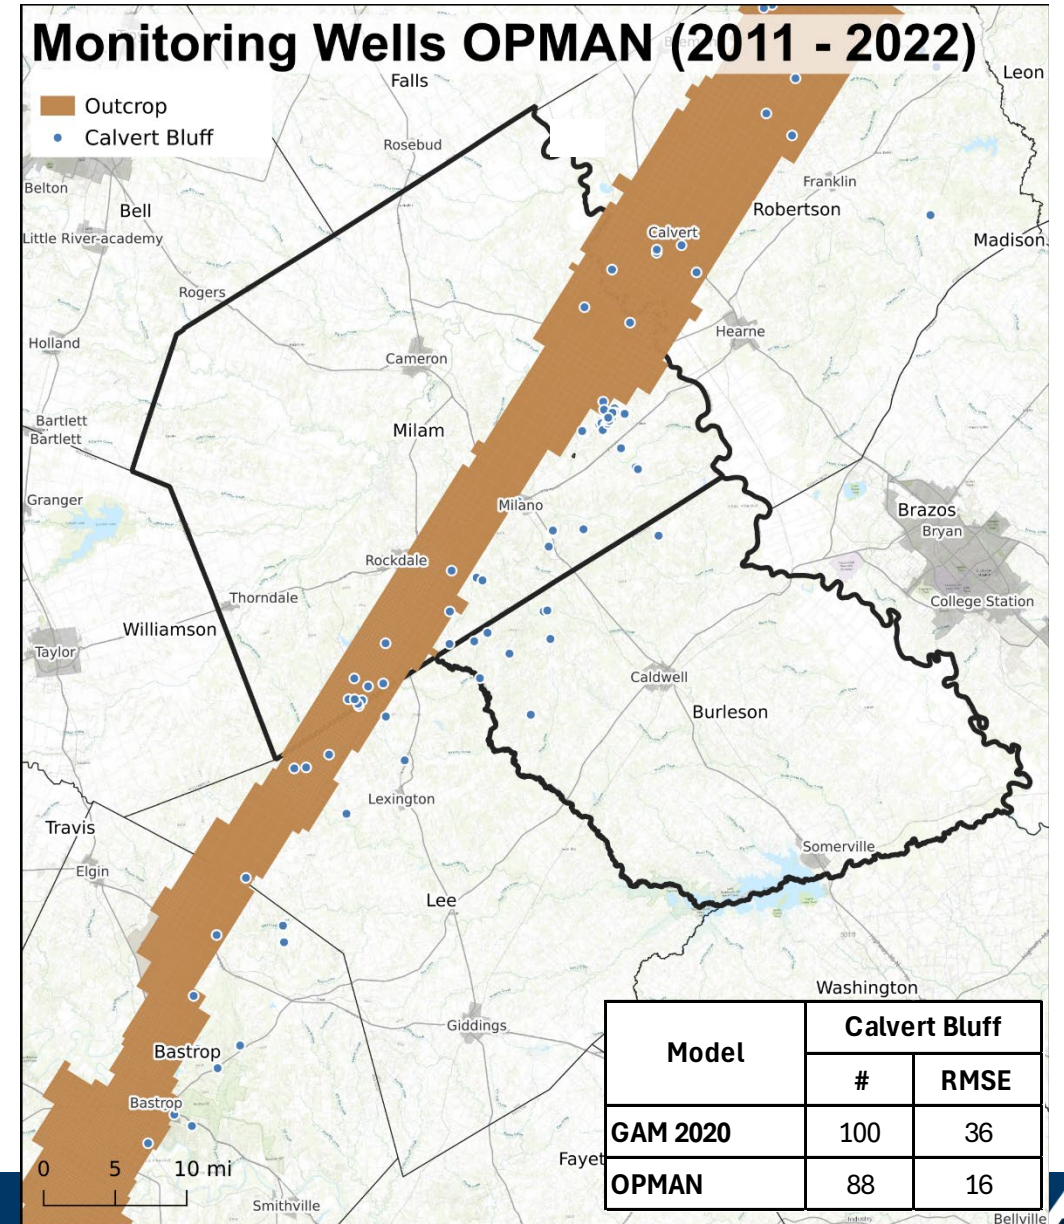 Monitoring Wells OPMAN (2011 - 2022)
Outcrop
Calvert Bluff
Falls
Leon
Rosebud
Belton
Bell
Little River-academy
Franklin
Robertson
Calvert
Madison
Rogers
Holland
Cameron
Hearne
Bartlett
Bartlett
Milam
Granger
Milano
Brazos
Bryan
Rockdale
Thorndale
College Station
Williamson
Taylor
Caldwell
Burleson
Lexington
Travis
Elgin
Somerville
Lee
Washington
Giddings
Bastrop
Bastrop
Fayet
Smithville
Bellville
0 5 10 mi
Model Calvert Bluff
# RMSE
GAM 2020 100 36
OPMAN 88 16